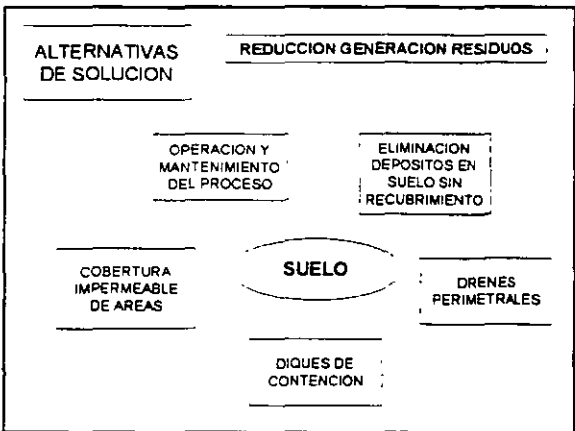 ALTERNATIVAS
DE SOLUCION
REDUCCION GENERACION RESIDUOS
OPERACION Y
MANTENIMIENTO
DEL PROCESO
ELIMINACION
DEPOSITOS EN
SUELO SIN
RECUBRIMIENTO
COBERTURA
IMPERMEABLE
DE AREAS
SUELO
DRENES
PERIMETRALES
DIQUES DE
CONTENCION